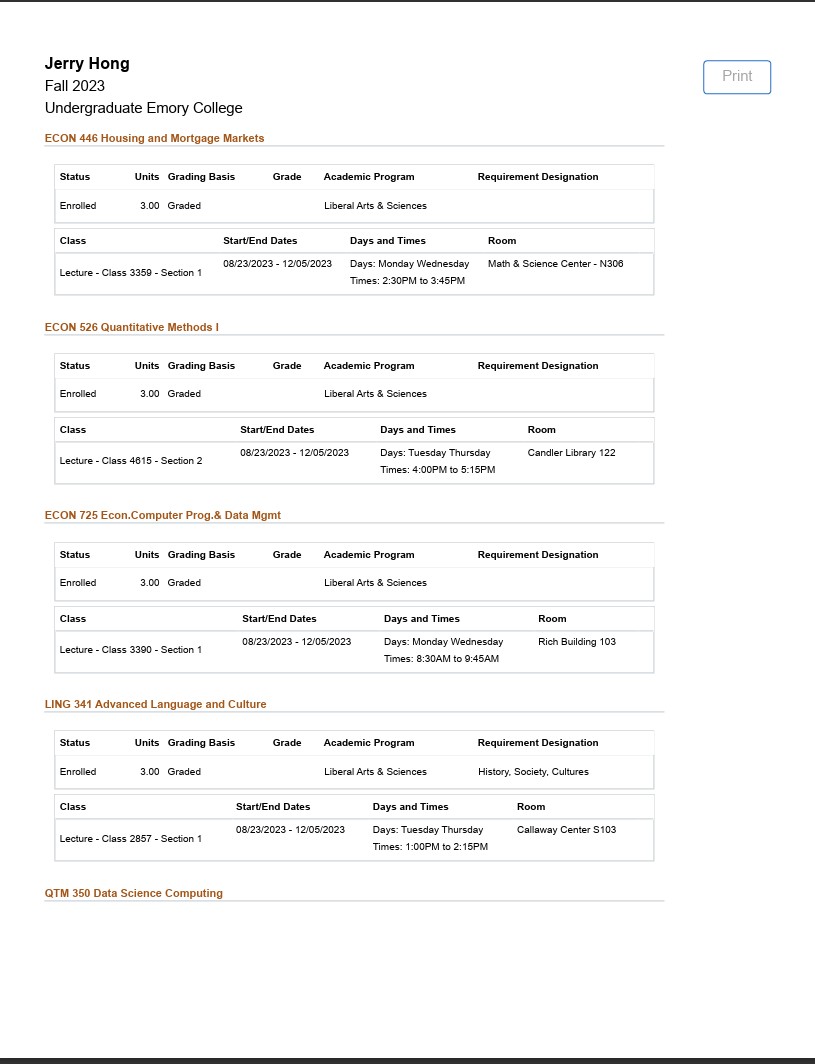 Jerry Hong
Print
Fall 2023
Undergraduate Emory College
ECON 446 Housing and Mortgage Markets
Status Units Grading Basis Grade Academic Program Requirement Designation
Enrolled 3.00 Graded Liberal Arts & Sciences
Class Start/End Dates Days and Times Room
Lecture - Class 3359 - Section 1 08/23/2023 - 12/05/2023 Days: Monday Wednesday Math & Science Center - N306
Times: 2:30PM to 3:45PM
ECON 526 Quantitative Methods I
Status Units Grading Basis Grade Academic Program Requirement Designation
Enrolled 3.00 Graded Liberal Arts & Sciences
Class Start/End Dates Days and Times Room
Lecture - Class 4615 - Section 2 08/23/2023 - 12/05/2023 Days: Tuesday Thursday Candler Library 122
Times: 4:00PM to 5:15PM
ECON 725 Econ.Computer Prog.& Data Mgmt
Status Units Grading Basis Grade Academic Program Requirement Designation
Enrolled 3.00 Graded Liberal Arts & Sciences
Class Start/End Dates Days and Times Room
Lecture - Class 3390 - Section 1 08/23/2023 - 12/05/2023 Days: Monday Wednesday Rich Building 103
Times: 8:30AM to 9:45AM
LING 341 Advanced Language and Culture
Status Units Grading Basis Grade Academic Program Requirement Designation
Enrolled 3.00 Graded Liberal Arts & Sciences History, Society, Cultures
Class Start/End Dates Days and Times Room
Lecture - Class 2857 - Section 1 08/23/2023 - 12/05/2023 Days: Tuesday Thursday Callaway Center S103
Times: 1:00PM to 2:15PM
QTM 350 Data Science Computing